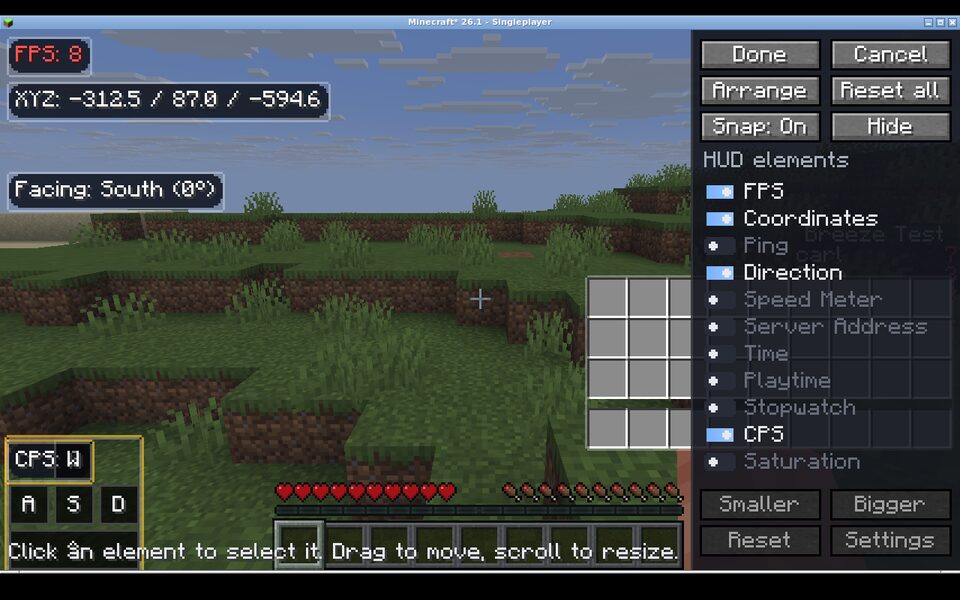 Minecraft* 26.1 - Singleplayer
FPS: 8
XYZ: -312.5 / 87.0 / -594.6
Facing: South (0°)
CPS W
A S D
Click an element to select it. Drag to move, scroll to resize.
Done
Cancel
Arrange
Reset all
Snap: On
Hide
HUD elements
FPS
Coordinates
Ping
Direction
Speed Meter
Server Address
Time
Playtime
Stopwatch
CPS
Saturation
Smaller
Bigger
Reset
Settings